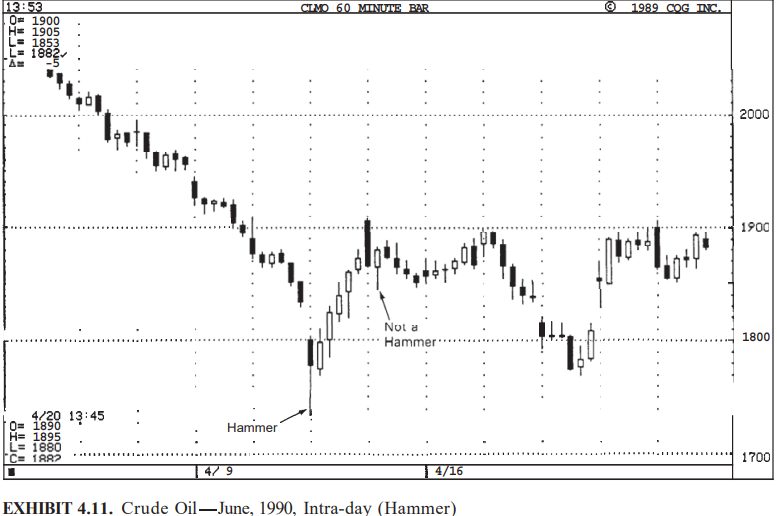 13:53 CLMO 60 MINUTE BAR © 1989 COG INC.
O= 1900
H= 1905
L= 1853
L= 1882✓
Δ= -5
2000
1900
1800
1700
Not a
Hammer
Hammer
4/20 13:45
O= 1890
H= 1895
L= 1880
C= 1882
4/ 9 4/16
EXHIBIT 4.11. Crude Oil—June, 1990, Intra-day (Hammer)